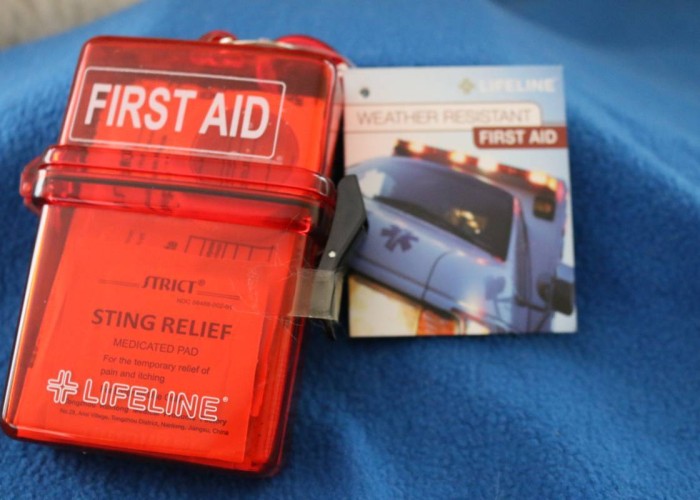 FIRST AID
STRICT®
STING RELIEF
MEDICATED PAD
For the temporary relief of
pain and itching
LIFELINE®
LIFELINE
WEATHER RESISTANT
FIRST AID